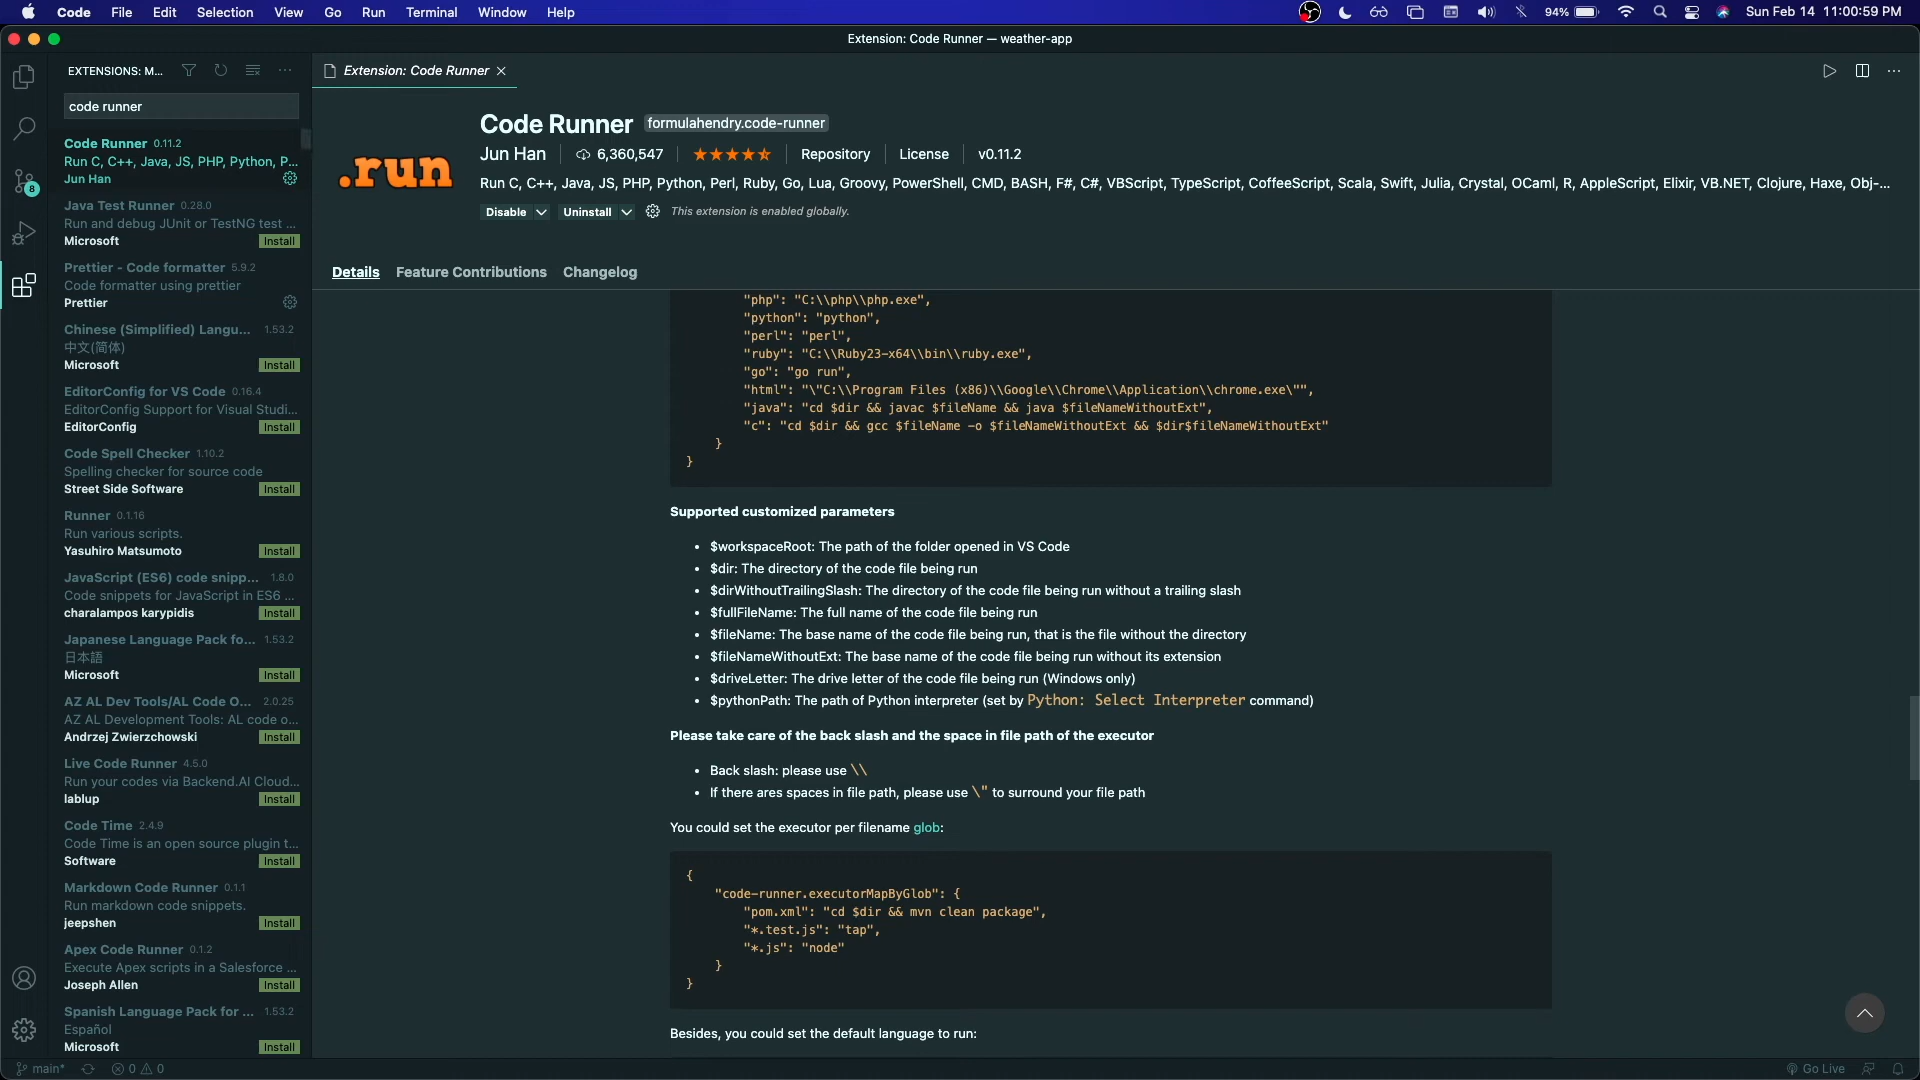 Code File Edit Selection View Go Run Terminal Window Help 94% Sun Feb 14 11:00:59 PM
Extension: Code Runner — weather-app
EXTENSIONS: M...
Extension: Code Runner
code runner
Code Runner 0.11.2
Run C, C++, Java, JS, PHP, Python, P...
Jun Han
Java Test Runner 0.28.0
Run and debug JUnit or TestNG test ...
Microsoft Install
Prettier - Code formatter 5.9.2
Code formatter using prettier
Prettier
Chinese (Simplified) Langu... 1.53.2
中文(简体)
Microsoft Install
EditorConfig for VS Code 0.16.4
EditorConfig Support for Visual Studi...
EditorConfig Install
Code Spell Checker 1.10.2
Spelling checker for source code
Street Side Software Install
Runner 0.1.16
Run various scripts.
Yasuhiro Matsumoto Install
JavaScript (ES6) code snipp... 1.8.0
Code snippets for JavaScript in ES6 ...
charalampos karypidis Install
Japanese Language Pack fo... 1.53.2
日本語
Microsoft Install
AZ AL Dev Tools/AL Code O... 2.0.25
AZ AL Development Tools: AL code o...
Andrzej Zwierzchowski Install
Live Code Runner 4.5.0
Run your codes via Backend.AI Cloud...
lablup Install
Code Time 2.4.9
Code Time is an open source plugin t...
Software Install
Markdown Code Runner 0.1.1
Run markdown code snippets.
jeepshen Install
Apex Code Runner 0.1.2
Execute Apex scripts in a Salesforce ...
Joseph Allen Install
Spanish Language Pack for ... 1.53.2
Español
Microsoft Install
8
.run
Code Runner formulahendry.code-runner
Jun Han 6,360,547 Repository License v0.11.2
Run C, C++, Java, JS, PHP, Python, Perl, Ruby, Go, Lua, Groovy, PowerShell, CMD, BASH, F#, C#, VBScript, TypeScript, CoffeeScript, Scala, Swift, Julia, Crystal, OCaml, R, AppleScript, Elixir, VB.NET, Clojure, Haxe, Obj-...
Disable Uninstall This extension is enabled globally.
Details Feature Contributions Changelog
"php": "C:\\php\\php.exe",
"python": "python",
"perl": "perl",
"ruby": "C:\\Ruby23-x64\\bin\\ruby.exe",
"go": "go run",
"html": "\"C:\\Program Files (x86)\\Google\\Chrome\\Application\\chrome.exe\"",
"java": "cd $dir && javac $fileName && java $fileNameWithoutExt",
"c": "cd $dir && gcc $fileName -o $fileNameWithoutExt && $dir$fileNameWithoutExt"
}
}
Supported customized parameters
• $workspaceRoot: The path of the folder opened in VS Code
• $dir: The directory of the code file being run
• $dirWithoutTrailingSlash: The directory of the code file being run without a trailing slash
• $fullFileName: The full name of the code file being run
• $fileName: The base name of the code file being run, that is the file without the directory
• $fileNameWithoutExt: The base name of the code file being run without its extension
• $driveLetter: The drive letter of the code file being run (Windows only)
• $pythonPath: The path of Python interpreter (set by Python: Select Interpreter command)
Please take care of the back slash and the space in file path of the executor
• Back slash: please use \\
• If there ares spaces in file path, please use \" to surround your file path
You could set the executor per filename glob:
{
"code-runner.executorMapByGlob": {
"pom.xml": "cd $dir && mvn clean package",
"*.test.js": "tap",
"*.js": "node"
}
}
Besides, you could set the default language to run:
main* 0 0 Go Live